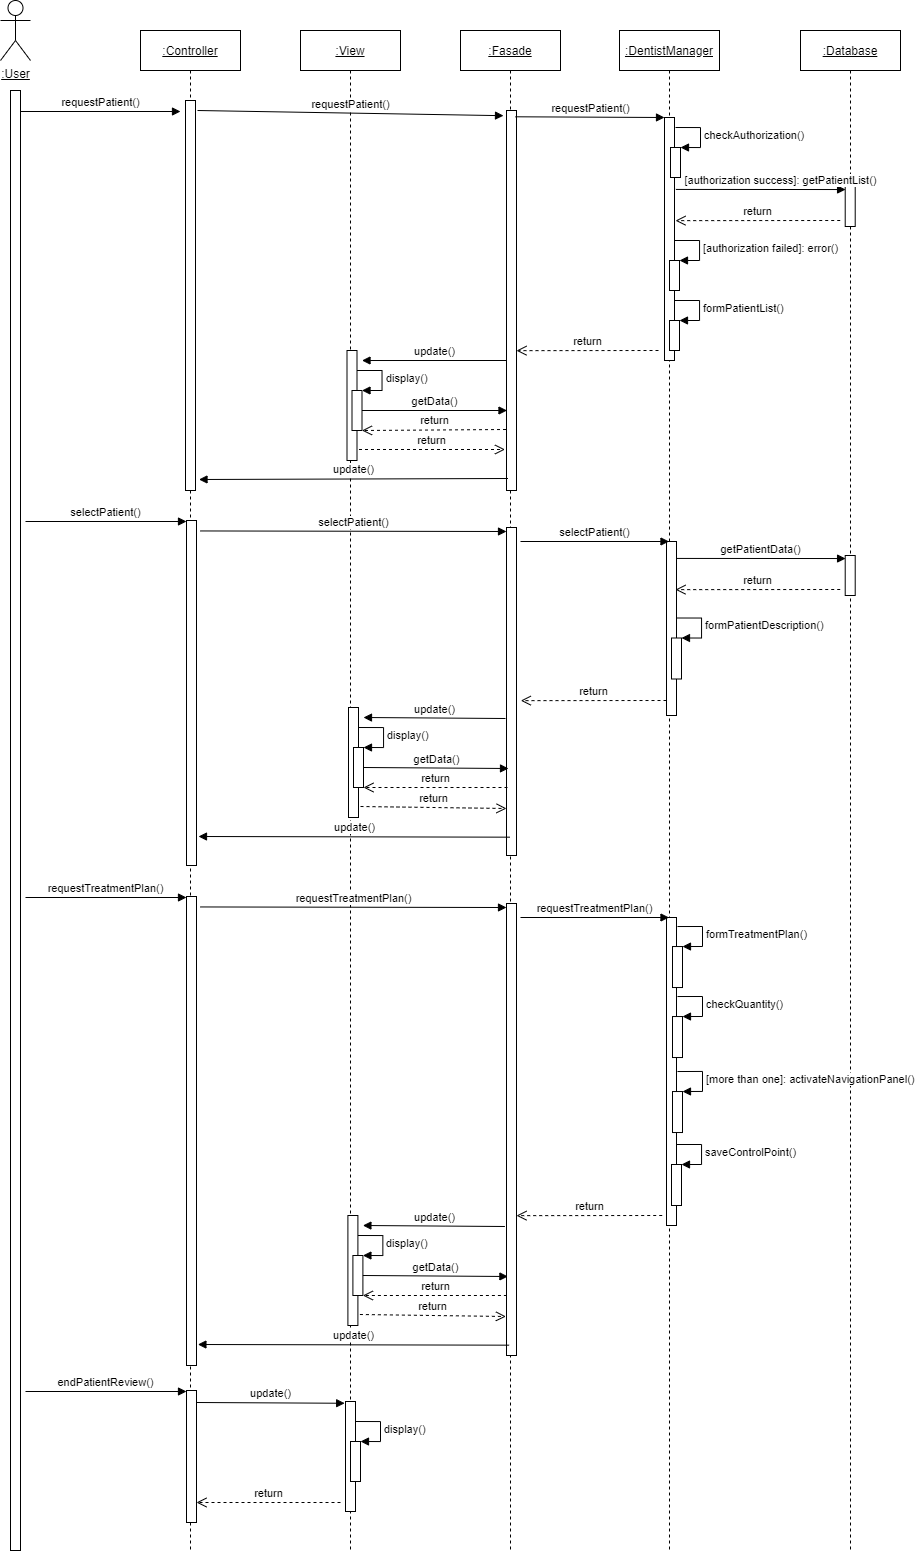 :User
:Controller
:View
:Fasade
:DentistManager
:Database
requestPatient()
requestPatient()
requestPatient()
checkAuthorization()
[authorization success]: getPatientList()
return
[authorization failed]: error()
formPatientList()
return
update()
display()
getData()
return
return
update()
selectPatient()
selectPatient()
selectPatient()
getPatientData()
return
formPatientDescription()
return
update()
display()
getData()
return
return
update()
requestTreatmentPlan()
requestTreatmentPlan()
requestTreatmentPlan()
formTreatmentPlan()
checkQuantity()
[more than one]: activateNavigationPanel()
saveControlPoint()
return
update()
display()
getData()
return
return
update()
endPatientReview()
update()
display()
return